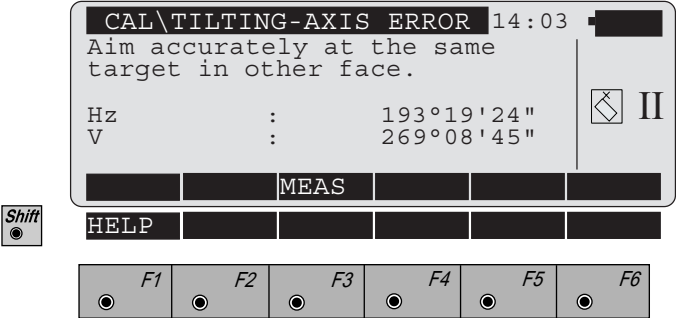 CAL\TILTING-AXIS ERROR 14:03
Aim accurately at the same
target in other face.
Hz : 193°19'24"
V : 269°08'45"
II
MEAS
Shift
HELP
F1 F2 F3 F4 F5 F6